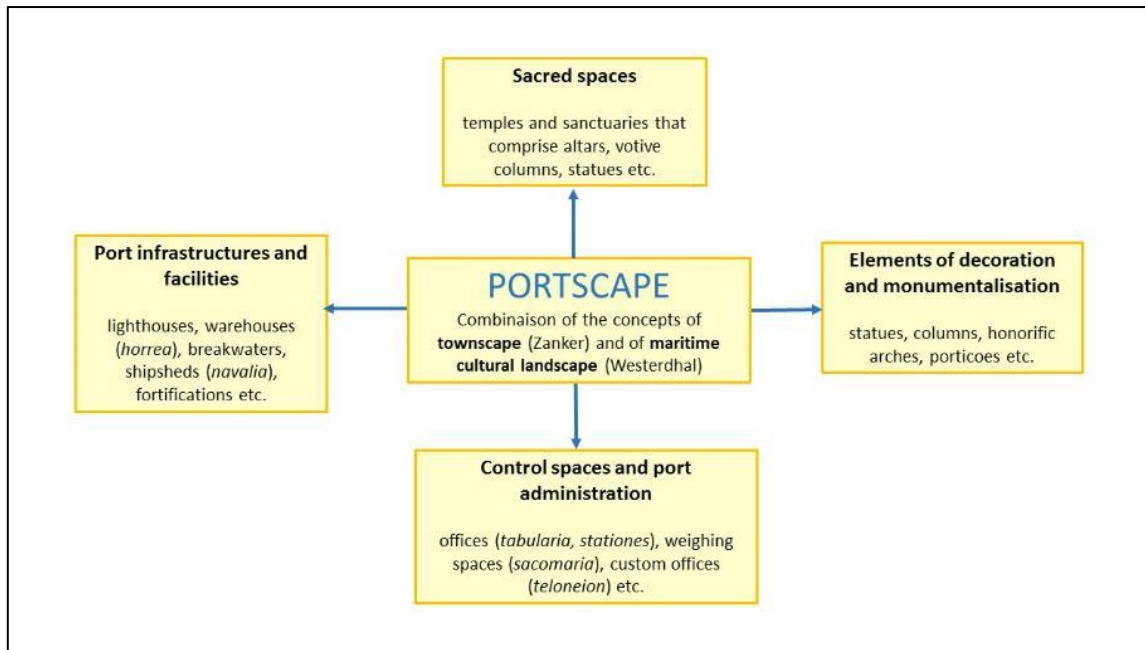 Sacred spaces
temples and sanctuaries that
comprise altars, votive
columns, statues etc.
Port infrastructures and
facilities
lighthouses, warehouses
(horrea), breakwaters,
shipsheds (navalia),
fortifications etc.
PORTSCAPE
Combinaison of the concepts of
townscape (Zanker) and of maritime
cultural landscape (Westerdhal)
Elements of decoration
and monumentalisation
statues, columns, honorific
arches, porticoes etc.
Control spaces and port
administration
offices (tabularia, stationes), weighing
spaces (sacomaria), custom offices
(teloneion) etc.